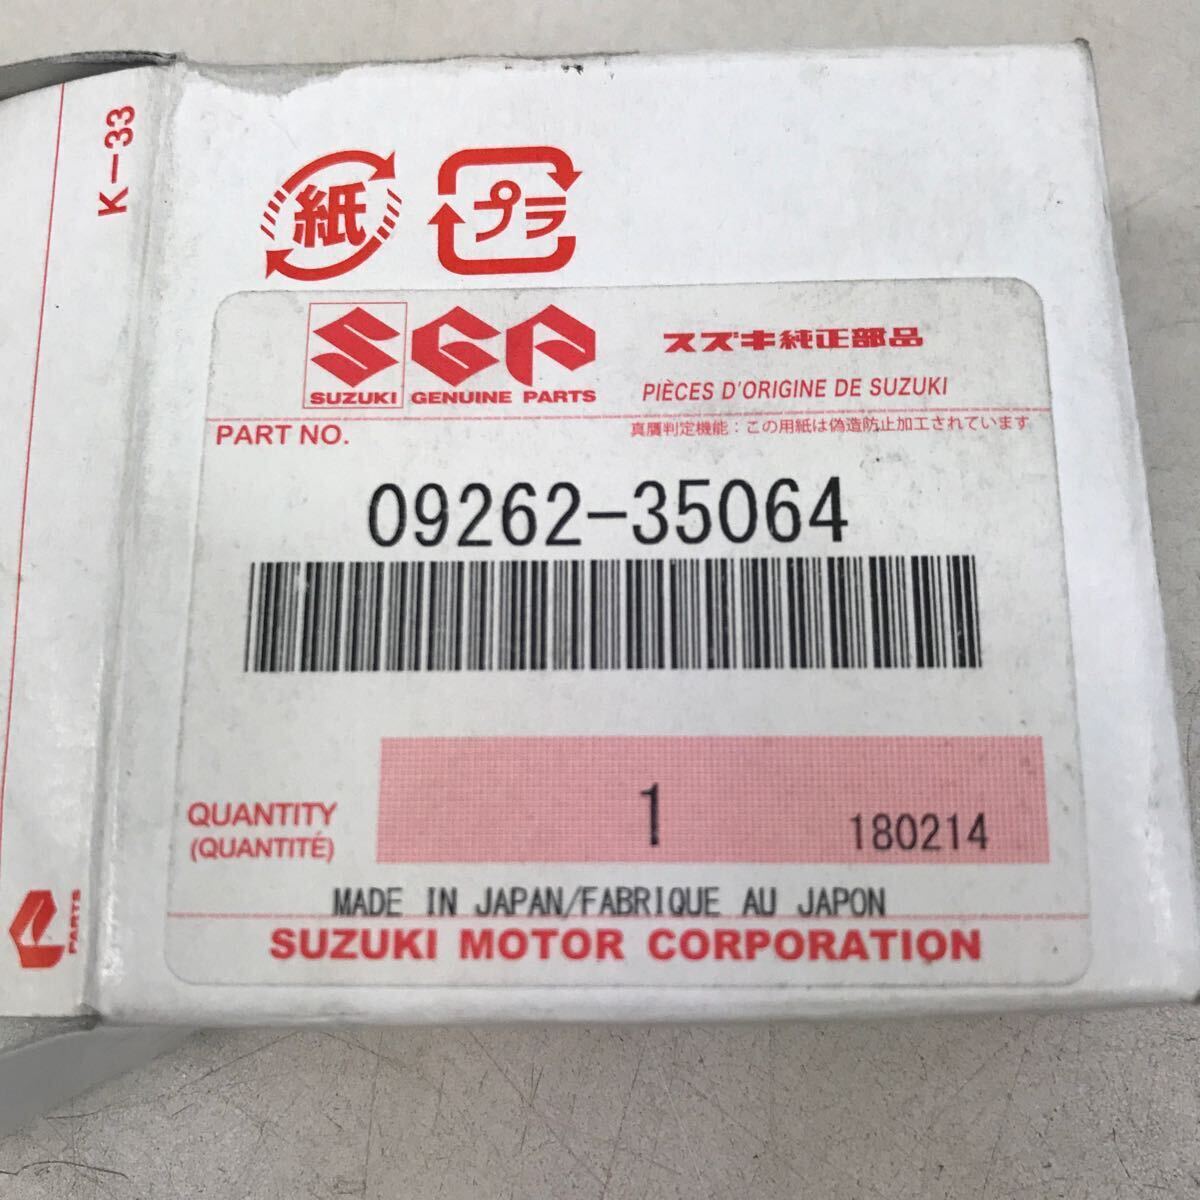 K-33
紙
プラ
SUZUKI
SGP
GENUINE PARTS
スズキ純正部品
PIÈCES D'ORIGINE DE SUZUKI
PART NO.
真贋判定機能：この用紙は偽造防止加工されています
09262-35064
QUANTITY
(QUANTITÉ)
1
180214
MADE IN JAPAN/FABRIQUE AU JAPON
SUZUKI MOTOR CORPORATION
PARTS